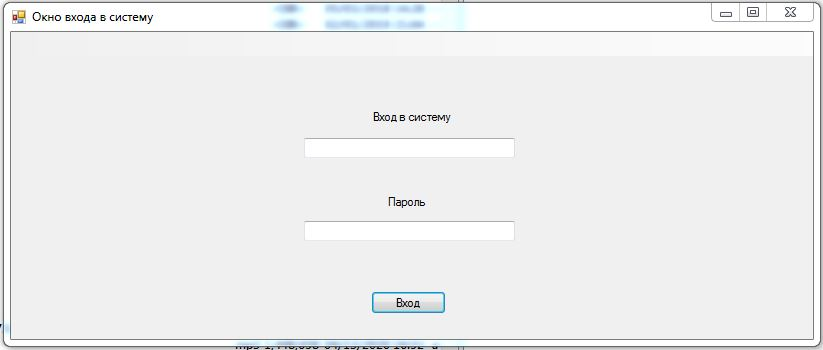 Окно входа в систему
Вход в систему
Пароль
Вход